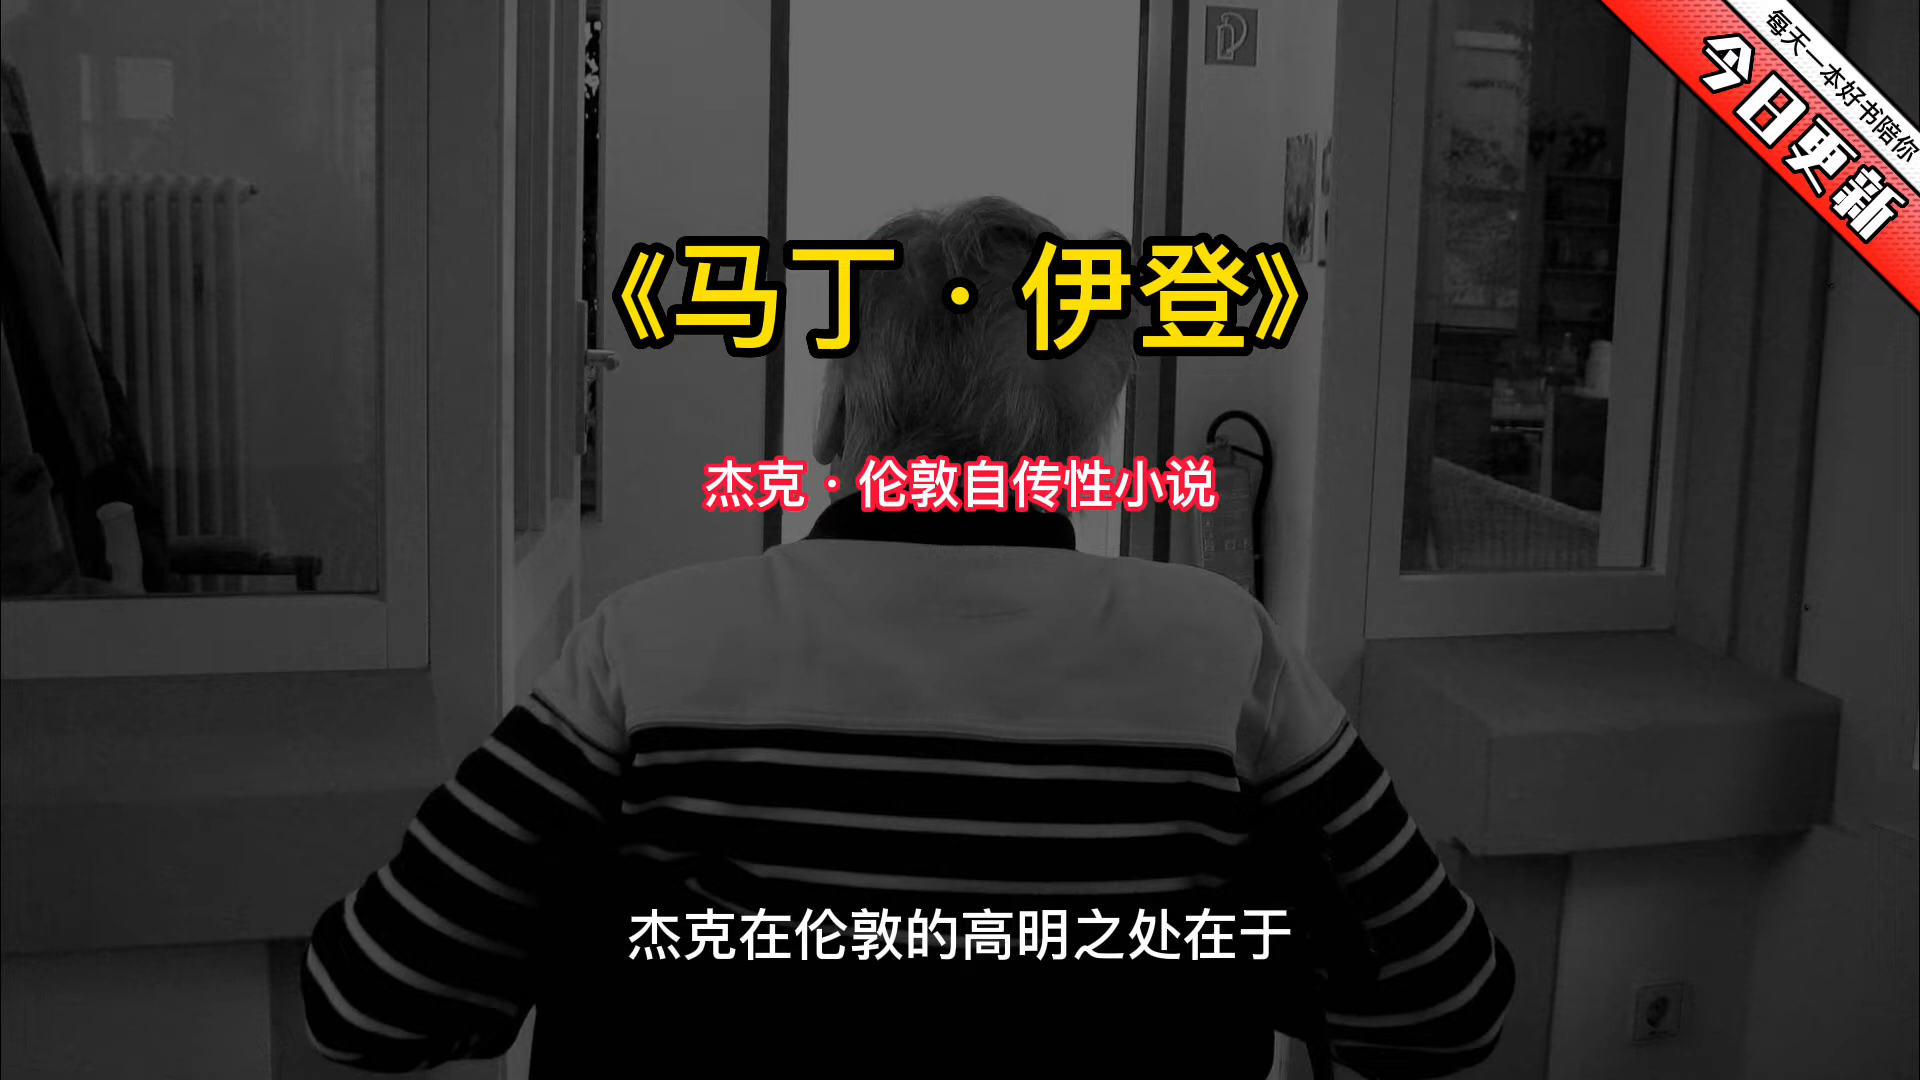 每天一本好书陪你
今日更新
《马丁·伊登》
杰克·伦敦自传性小说
杰克在伦敦的高明之处在于